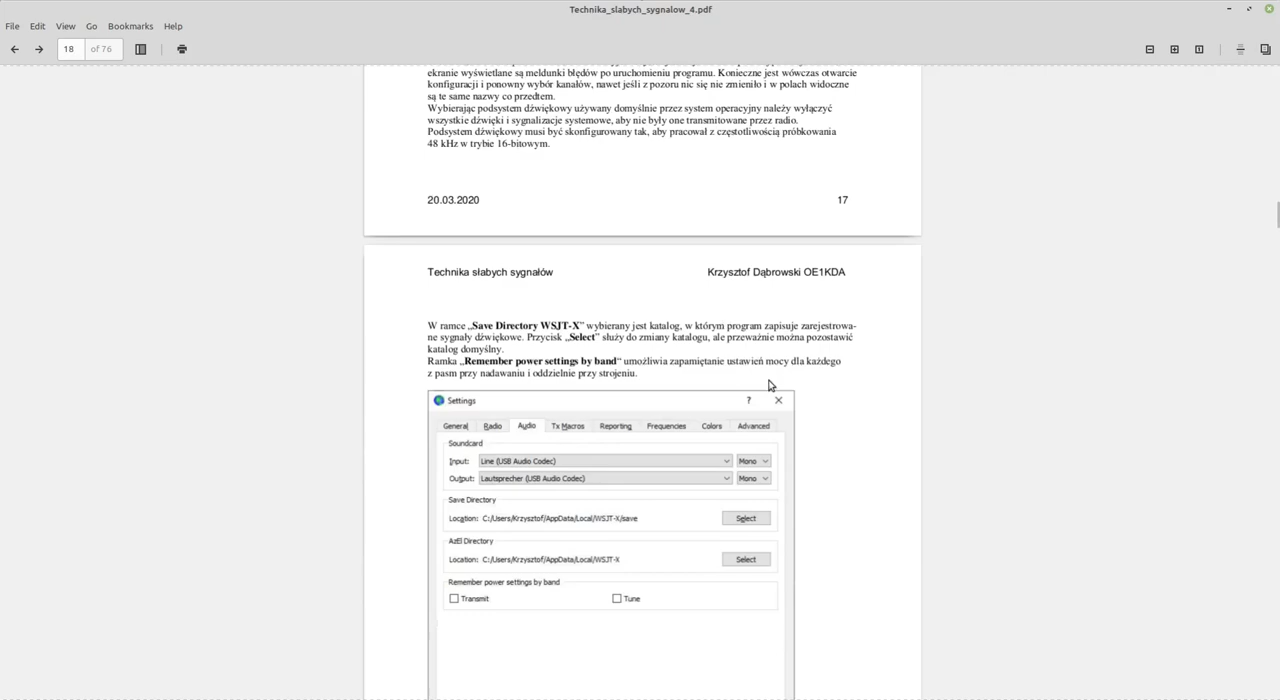 Technika_slabych_sygnalow_4.pdf
File Edit View Go Bookmarks Help
18 of 76
ekranie wyświetlane są meldunki błędów po uruchomieniu programu. Konieczne jest wówczas otwarcie
konfiguracji i ponowny wybór kanałów, nawet jeśli z pozoru nic się nie zmieniło i w polach widoczne
są te same nazwy co przedtem.
Wybierając podsystem dźwiękowy używany domyślnie przez system operacyjny należy wyłączyć
wszystkie dźwięki i sygnalizacje systemowe, aby nie były one transmitowane przez radio.
Podsystem dźwiękowy musi być skonfigurowany tak, aby pracował z częstotliwością próbkowania
48 kHz w trybie 16-bitowym.
20.03.2020 17
Technika słabych sygnałów Krzysztof Dąbrowski OE1KDA
W ramce „Save Directory WSJT-X” wybierany jest katalog, w którym program zapisuje zarejestrowa-
ne sygnały dźwiękowe. Przycisk „Select” służy do zmiany katalogu, ale przeważnie można pozostawić
katalog domyślny.
Ramka „Remember power settings by band“ umożliwia zapamiętanie ustawień mocy dla każdego
z pasm przy nadawaniu i oddzielnie przy strojeniu.
Settings ?
General Radio Audio Tx Macros Reporting Frequencies Colors Advanced
Soundcard
Input: Line (USB Audio Codec) Mono
Output: Lautsprecher (USB Audio Codec) Mono
Save Directory
Location: C:/Users/Krzysztof/AppData/Local/WSJT-X/save Select
AzEl Directory
Location: C:/Users/Krzysztof/AppData/Local/WSJT-X Select
Remember power settings by band
Transmit Tune